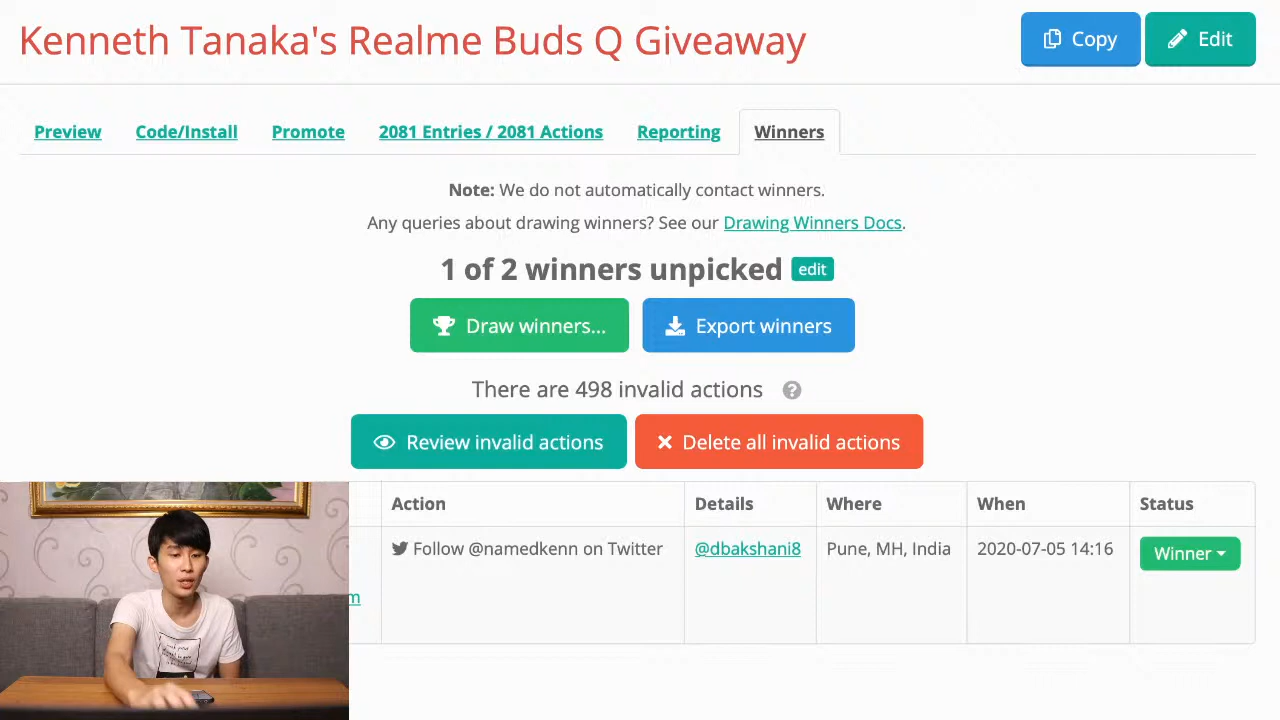 Kenneth Tanaka's Realme Buds Q Giveaway
Copy
Edit
Preview
Code/Install
Promote
2081 Entries / 2081 Actions
Reporting
Winners
Note: We do not automatically contact winners.
Any queries about drawing winners? See our Drawing Winners Docs.
1 of 2 winners unpicked edit
Draw winners...
Export winners
There are 498 invalid actions ?
Review invalid actions
Delete all invalid actions
Action
Details
Where
When
Status
Follow @namedkenn on Twitter
@dbakshani8
Pune, MH, India
2020-07-05 14:16
Winner
m